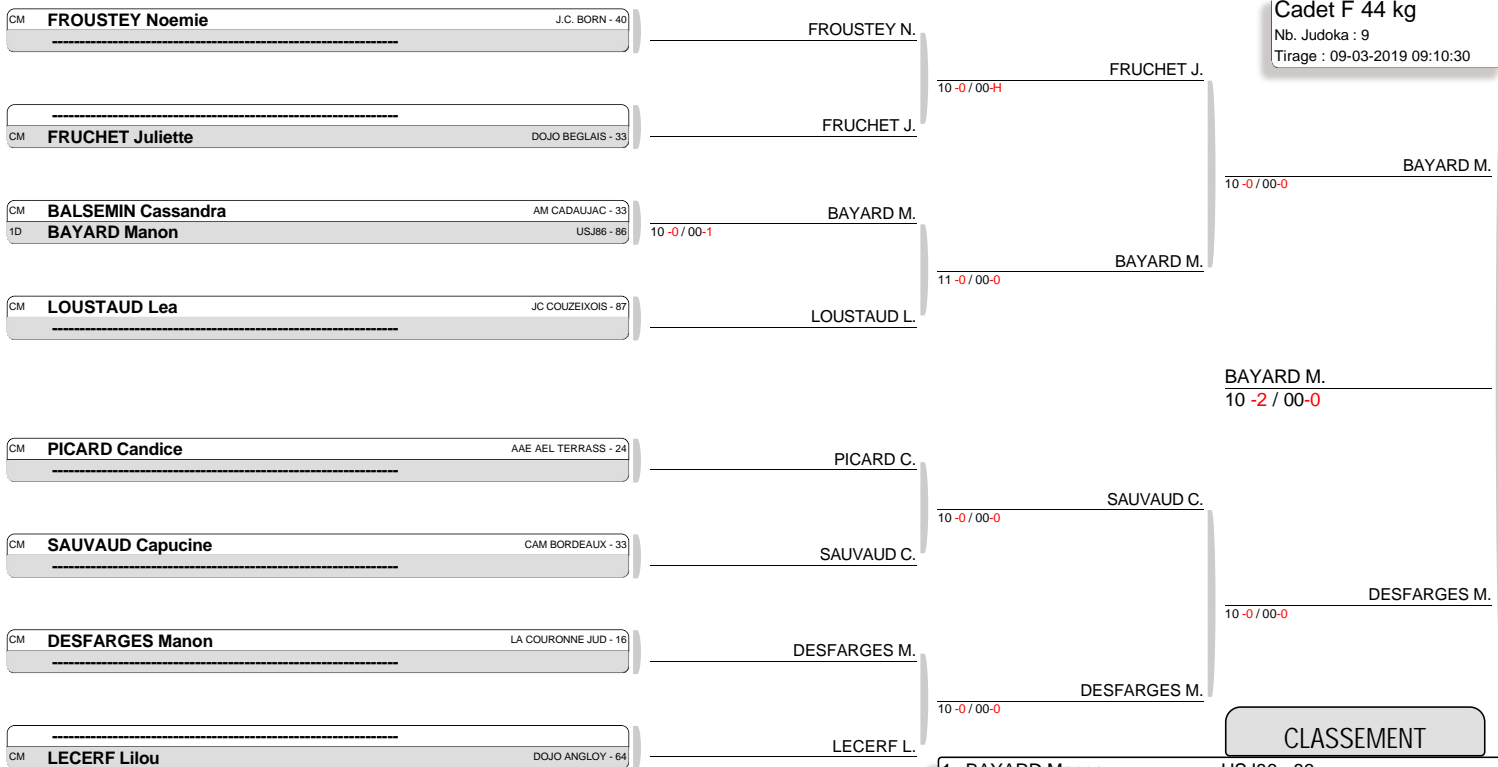 Cadet F 44 kg
Nb. Judoka : 9
Tirage : 09-03-2019 09:10:30
CM FROUSTEY Noemie J.C. BORN - 40
---------------------------------------------------------------
FROUSTEY N.
FRUCHET J.
10 -0 / 00-H
---------------------------------------------------------------
CM FRUCHET Juliette DOJO BEGLAIS - 33
FRUCHET J.
BAYARD M.
10 -0 / 00-0
CM BALSEMIN Cassandra AM CADAUJAC - 33
1D BAYARD Manon USJ86 - 86
BAYARD M.
10 -0 / 00-1
BAYARD M.
11 -0 / 00-0
CM LOUSTAUD Lea JC COUZEIXOIS - 87
---------------------------------------------------------------
LOUSTAUD L.
BAYARD M.
10 -2 / 00-0
CM PICARD Candice AAE AEL TERRASS - 24
---------------------------------------------------------------
PICARD C.
SAUVAUD C.
10 -0 / 00-0
CM SAUVAUD Capucine CAM BORDEAUX - 33
---------------------------------------------------------------
SAUVAUD C.
DESFARGES M.
10 -0 / 00-0
CM DESFARGES Manon LA COURONNE JUD - 16
---------------------------------------------------------------
DESFARGES M.
DESFARGES M.
10 -0 / 00-0
---------------------------------------------------------------
CM LECERF Lilou DOJO ANGLOY - 64
LECERF L.
CLASSEMENT